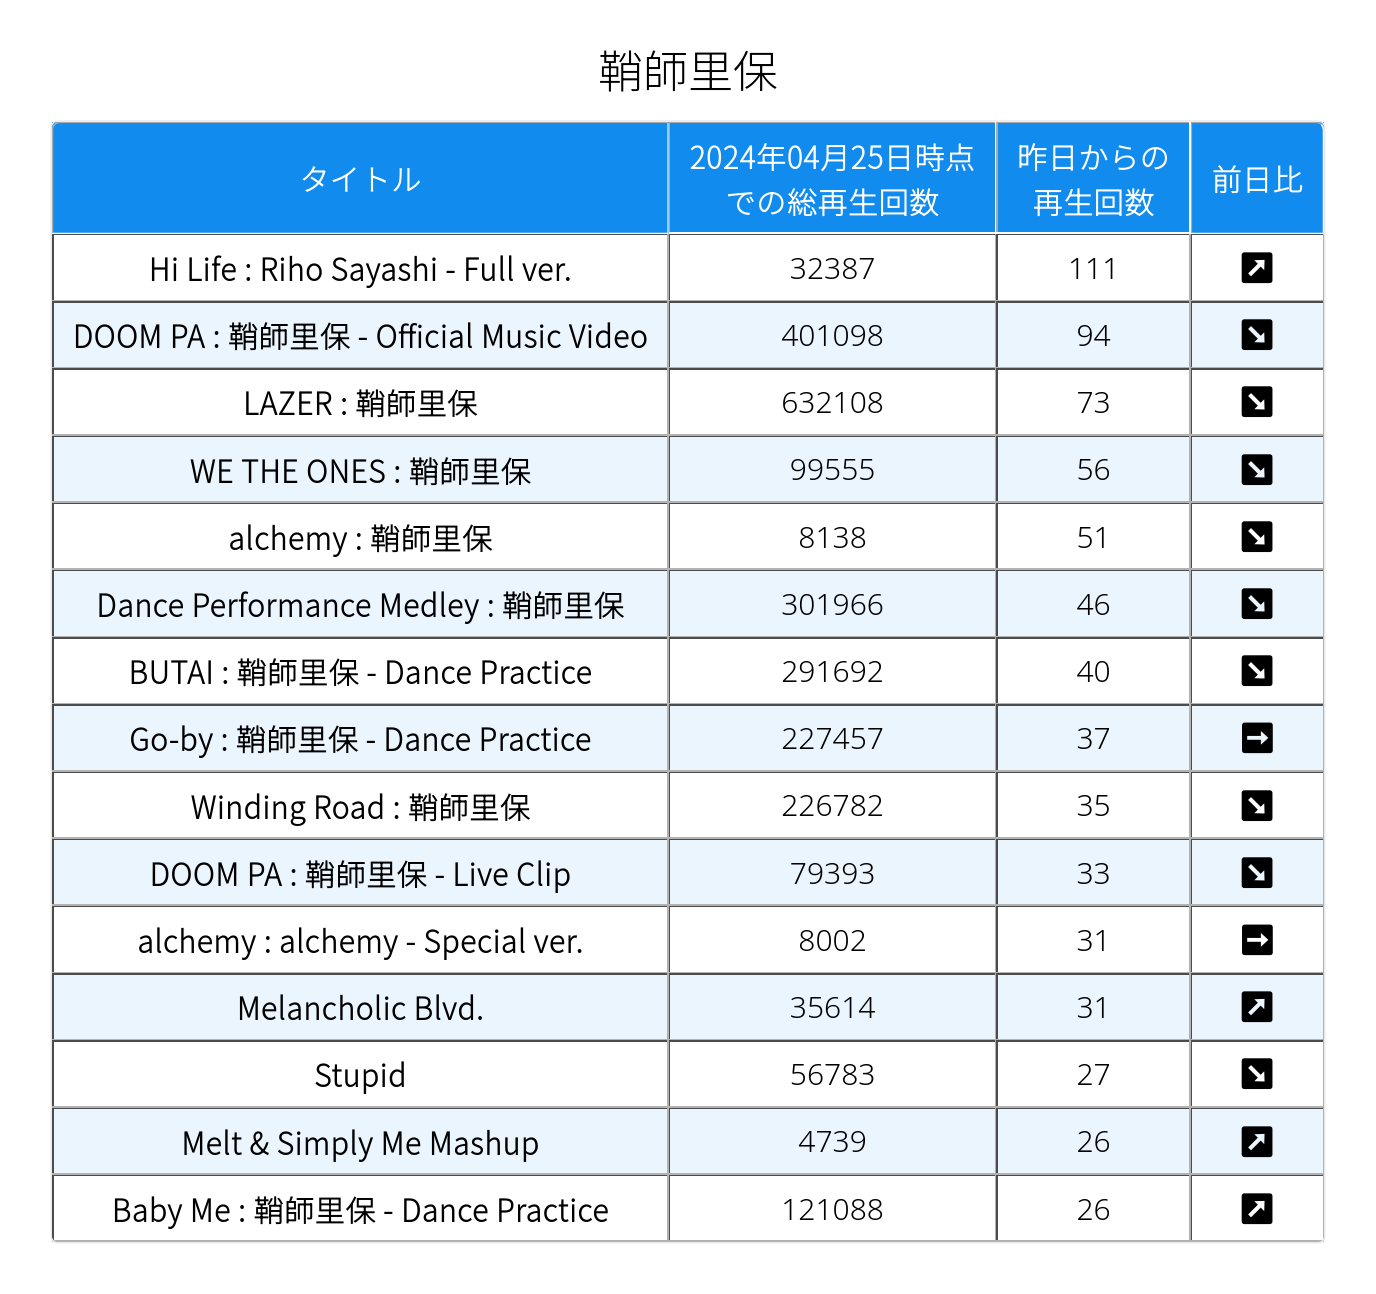 鞘師里保
タイトル 2024年04月25日時点 昨日からの 前日比
での総再生回数 再生回数
Hi Life : Riho Sayashi - Full ver. 32387 111 ↗
DOOM PA : 鞘師里保 - Official Music Video 401098 94 ↘
LAZER : 鞘師里保 632108 73 ↘
WE THE ONES : 鞘師里保 99555 56 ↘
alchemy : 鞘師里保 8138 51 ↘
Dance Performance Medley : 鞘師里保 301966 46 ↘
BUTAI : 鞘師里保 - Dance Practice 291692 40 ↘
Go-by : 鞘師里保 - Dance Practice 227457 37 →
Winding Road : 鞘師里保 226782 35 ↘
DOOM PA : 鞘師里保 - Live Clip 79393 33 ↘
alchemy : alchemy - Special ver. 8002 31 →
Melancholic Blvd. 35614 31 ↗
Stupid 56783 27 ↘
Melt & Simply Me Mashup 4739 26 ↗
Baby Me : 鞘師里保 - Dance Practice 121088 26 ↗